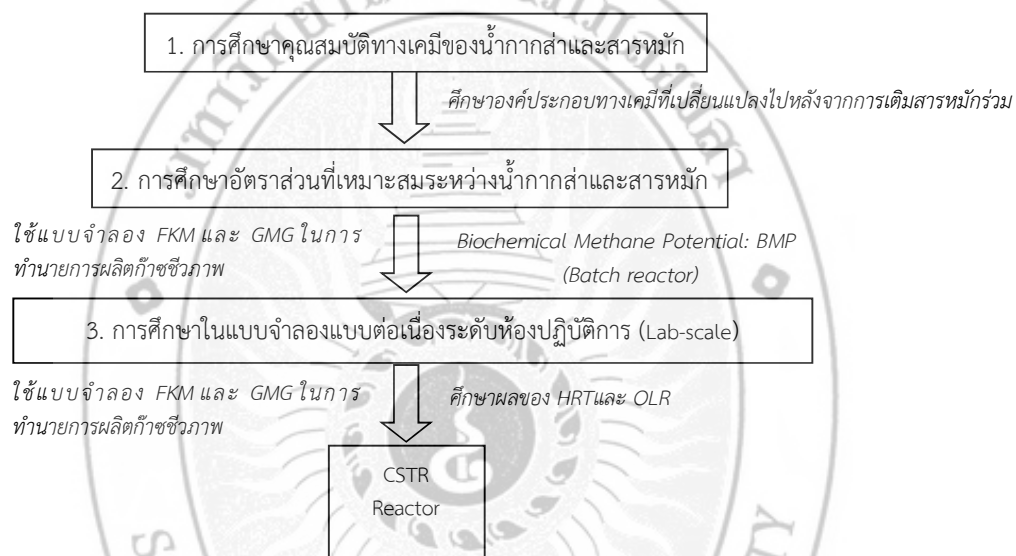 1. การศึกษาคุณสมบัติทางเคมีของน้ำกากส่าและสารหมัก
ศึกษาองค์ประกอบทางเคมีที่เปลี่ยนแปลงไปหลังจากการเติมสารหมักร่วม
2. การศึกษาอัตราส่วนที่เหมาะสมระหว่างน้ำกากส่าและสารหมัก
ใช้แบบจำลอง FKM และ GMG ในการ
ทำนายการผลิตก๊าซชีวภาพ
Biochemical Methane Potential: BMP
(Batch reactor)
3. การศึกษาในแบบจำลองแบบต่อเนื่องระดับห้องปฏิบัติการ (Lab-scale)
ใช้แบบจำลอง FKM และ GMG ในการ
ทำนายการผลิตก๊าซชีวภาพ
ศึกษาผลของ HRTและ OLR
CSTR
Reactor